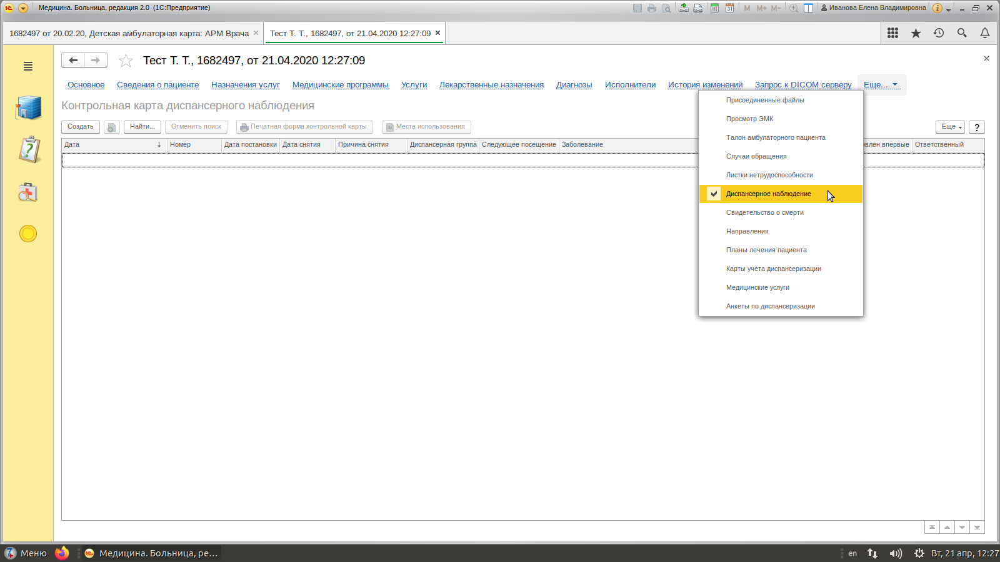 Медицина. Больница, редакция 2.0 (1С:Предприятие)
M M+ M-
Иванова Елена Владимировна
1682497 от 20.02.20, Детская амбулаторная карта: АРМ Врача
Тест Т. Т., 1682497, от 21.04.2020 12:27:09
Тест Т. Т., 1682497, от 21.04.2020 12:27:09
Основное Сведения о пациенте Назначения услуг Медицинские программы Услуги Лекарственные назначения Диагнозы Исполнители История изменений Запрос к DICOM серверу Еще...
Контрольная карта диспансерного наблюдения
Создать Найти... Отменить поиск Печатная форма контрольной карты Места использования Еще ?
Дата Номер Дата постановки Дата снятия Причина снятия Диспансерная группа Следующее посещение Заболевание овлен впервые Ответственный
Присоединенные файлы
Просмотр ЭМК
Талон амбулаторного пациента
Случаи обращения
Листки нетрудоспособности
Диспансерное наблюдение
Свидетельство о смерти
Направления
Планы лечения пациента
Карты учета диспансеризации
Медицинские услуги
Анкеты по диспансеризации
Меню
Медицина. Больница, ре...
en
Вт, 21 апр, 12:27